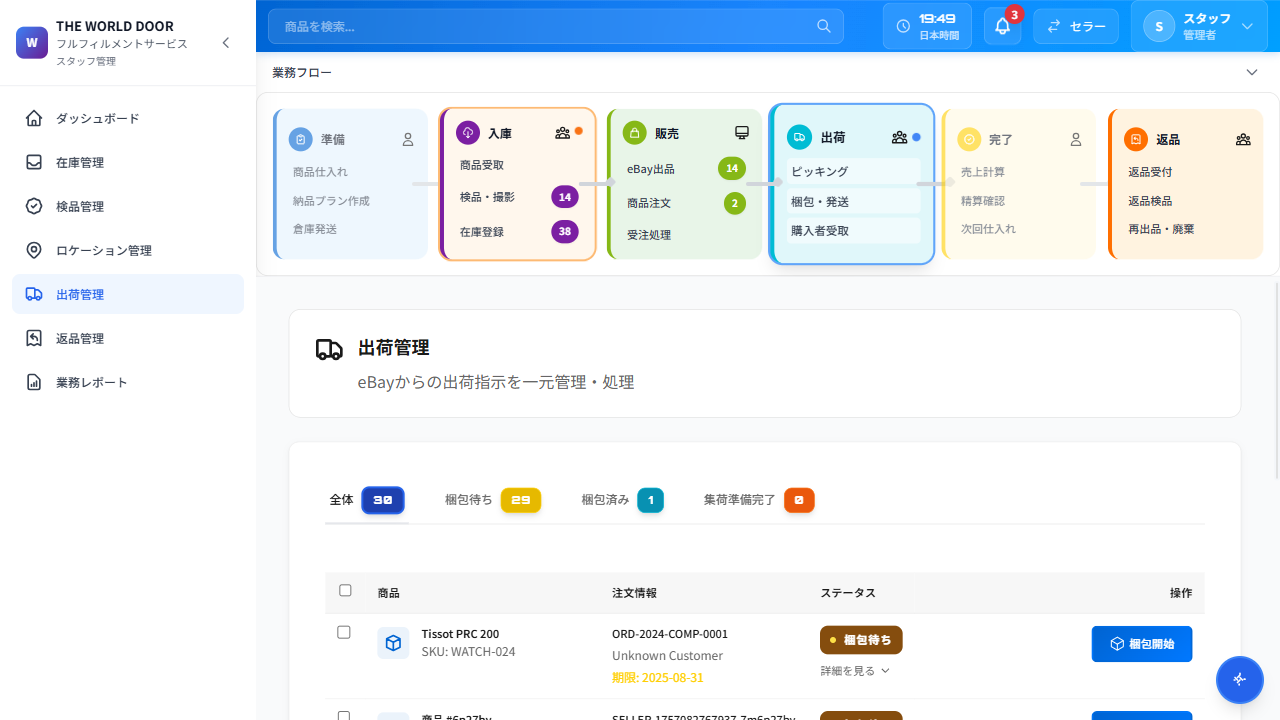 W
THE WORLD DOOR
フルフィルメントサービス
スタッフ管理
ダッシュボード
在庫管理
検品管理
ロケーション管理
出荷管理
返品管理
業務レポート
商品を検索...
19:49
日本時間
3
セラー
S
スタッフ
管理者
業務フロー
準備
商品仕入れ
納品プラン作成
倉庫発送
入庫
商品受取
検品・撮影
14
在庫登録
38
販売
eBay出品
14
商品注文
2
受注処理
出荷
ピッキング
梱包・発送
購入者受取
完了
売上計算
精算確認
次回仕入れ
返品
返品受付
返品検品
再出品・廃棄
出荷管理
eBayからの出荷指示を一元管理・処理
全体 30
梱包待ち 29
梱包済み 1
集荷準備完了 0
商品
注文情報
ステータス
操作
Tissot PRC 200
SKU: WATCH-024
ORD-2024-COMP-0001
Unknown Customer
期限: 2025-08-31
梱包待ち
詳細を見る
梱包開始